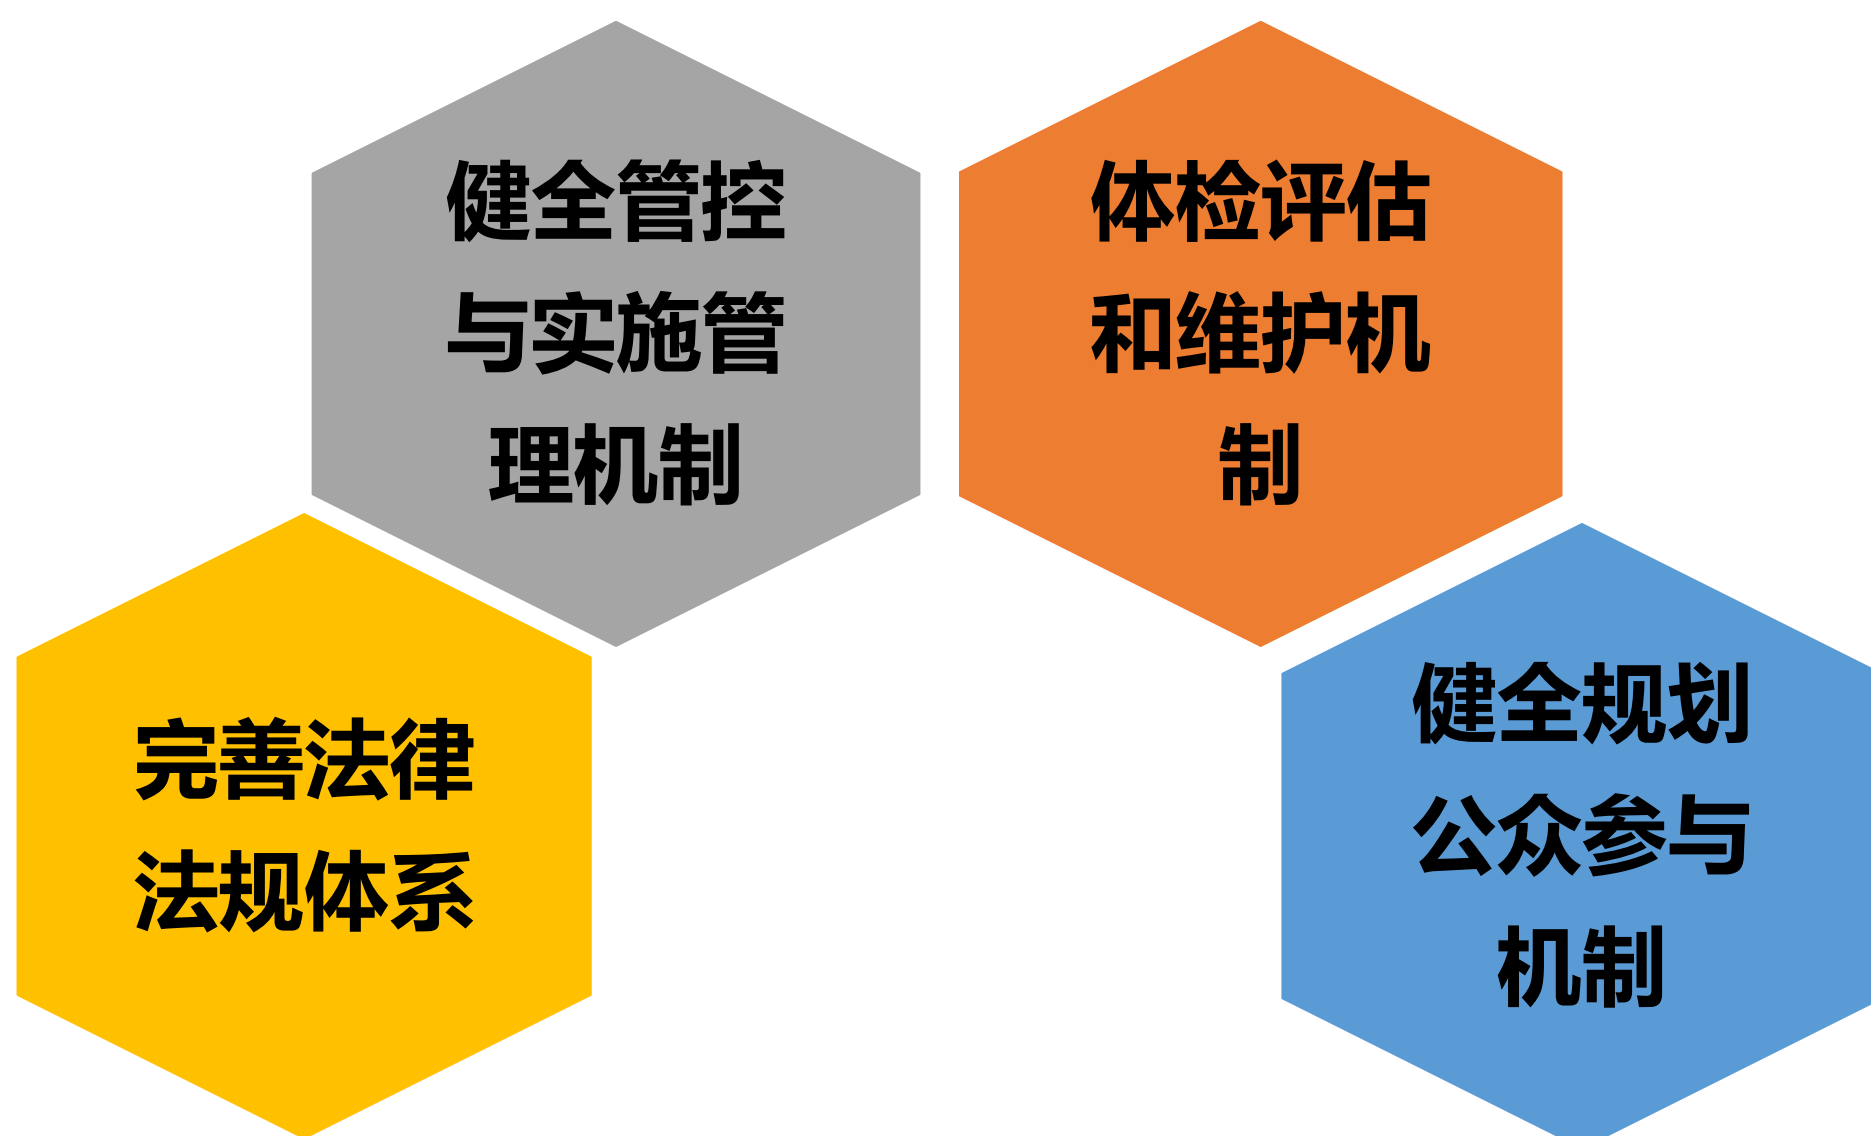 健全管控
与实施管
理机制
体检评估
和维护机
制
完善法律
法规体系
健全规划
公众参与
机制